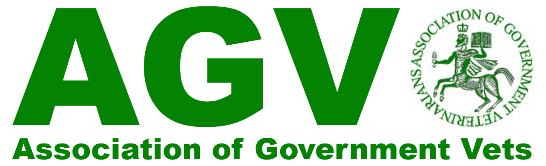 AGV
ASSOCIATION OF GOVERNMENT VETERINARIANS
Association of Government Vets